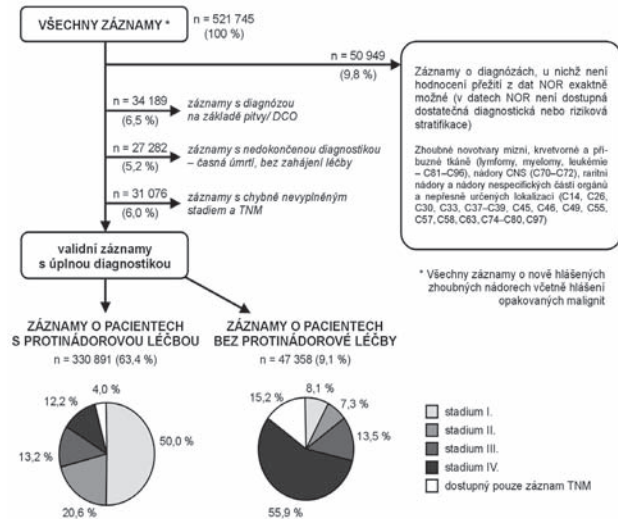 VŠECHNY ZÁZNAMY *
n = 521 745
(100 %)
n = 50 949
(9,8 %)
Záznamy o diagnózách, u nichž není
hodnocení přežití z dat NOR exaktně
možné (v datech NOR není dostupná
dostatečná diagnostická nebo riziková
stratifikace)
Zhoubné novotvary mízní, krvetvorné a pří-
buzné tkáně (lymfomy, myelomy, leukémie
– C81–C96), nádory CNS (C70–C72), raritní
nádory a nádory nespecifických částí orgánů
a nepřesně určených lokalizací (C14, C26,
C30, C33, C37–C39, C45, C46, C49, C55,
C57, C58, C63, C74–C80, C97)
n = 34 189
(6,5 %)
záznamy s diagnózou
na základě pitvy/ DCO
n = 27 282
(5,2 %)
záznamy s nedokončenou diagnostikou
– časná úmrtí, bez zahájení léčby
n = 31 076
(6,0 %)
záznamy s chybně nevyplněným
stadiem a TNM
validní záznamy
s úplnou diagnostikou
* Všechny záznamy o nově hlášených
zhoubných nádorech včetně hlášení
opakovaných malignit
ZÁZNAMY O PACIENTECH
S PROTINÁDOROVOU LÉČBOU
n = 330 891 (63,4 %)
ZÁZNAMY O PACIENTECH
BEZ PROTINÁDOROVÉ LÉČBY
n = 47 358 (9,1 %)
4,0 %
12,2 %
50,0 %
13,2 %
20,6 %
8,1 %
15,2 %
7,3 %
13,5 %
55,9 %
stadium I.
stadium II.
stadium III.
stadium IV.
dostupný pouze záznam TNM